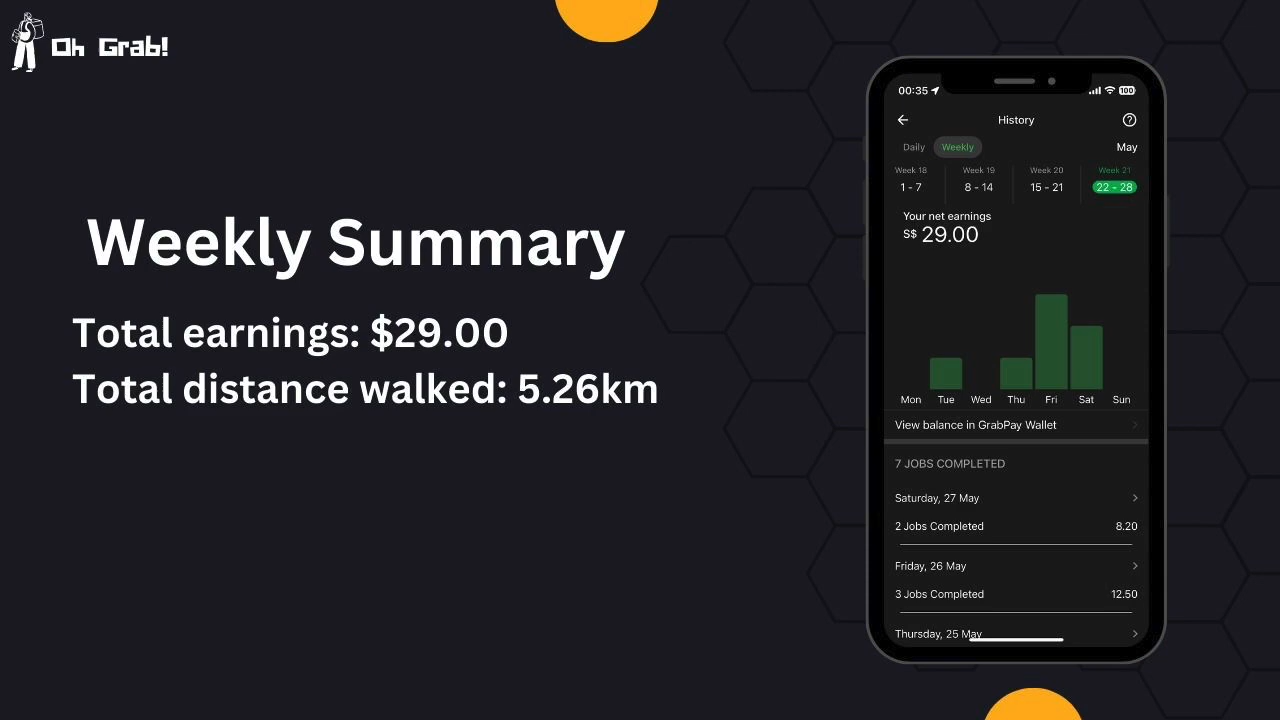 Oh Grab!
Weekly Summary
Total earnings: $29.00
Total distance walked: 5.26km
00:35
100
History
Daily Weekly May
Week 18 Week 19 Week 20 Week 21
1 - 7 8 - 14 15 - 21 22 - 28
Your net earnings
S$ 29.00
Mon Tue Wed Thu Fri Sat Sun
View balance in GrabPay Wallet
7 JOBS COMPLETED
Saturday, 27 May
2 Jobs Completed 8.20
Friday, 26 May
3 Jobs Completed 12.50
Thursday, 25 May